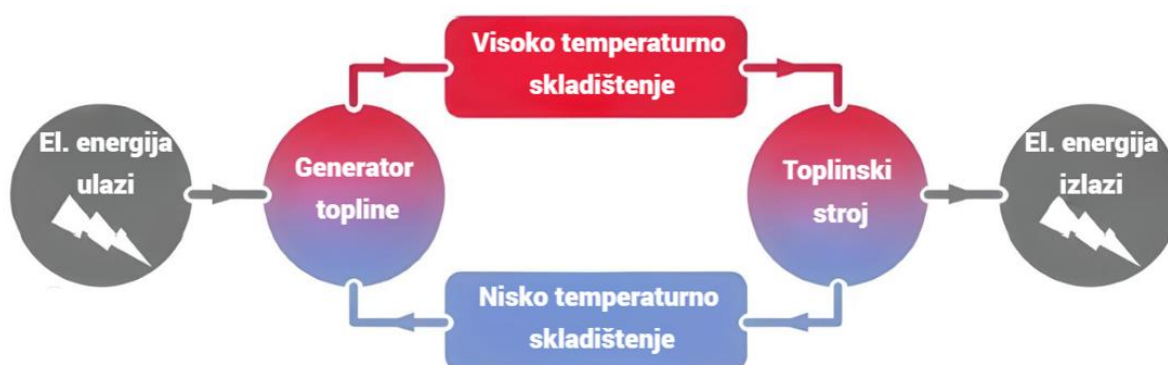 Visoko temperaturno
skladištenje
El. energija
ulazi
Generator
topline
Toplinski
stroj
El. energija
izlazi
Nisko temperaturno
skladištenje